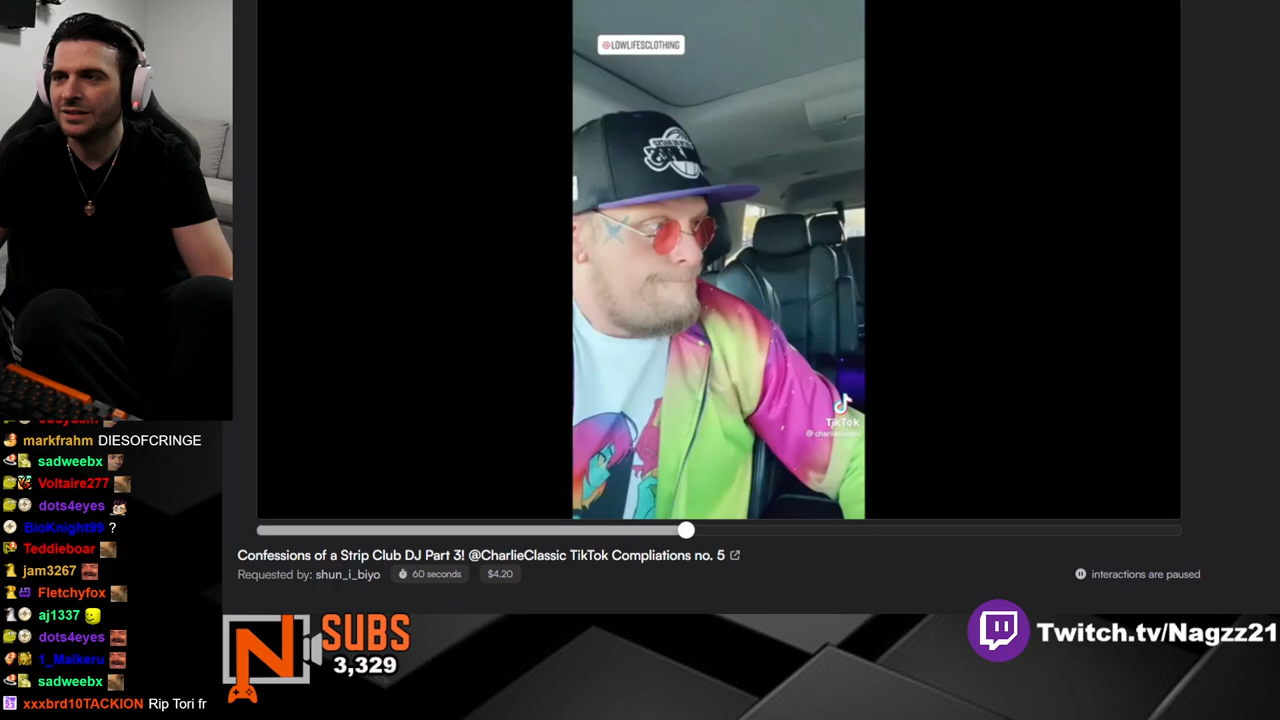 @LOWLIFESCLOTHING
TikTok
markfrahm DIESOFCRINGE
sadweebx
Voltaire277
dots4eyes
BioKnight99 ?
Teddieboar
jam3267
Fletchyfox
aj1337
dots4eyes
1_Maikeru
sadweebx
xxxbrd10TACKION Rip Tori fr
Confessions of a Strip Club DJ Part 3! @CharlieClassic TikTok Compliations no. 5
Requested by: shun_i_biyo 60 seconds $4.20
interactions are paused
N SUBS
3,329
Twitch.tv/Nagzz21